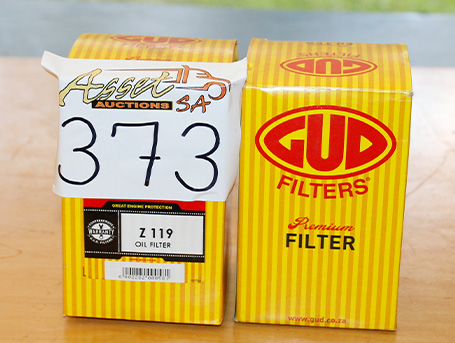 Asset
AUCTIONS SA
373
GREAT ENGINE PROTECTION
Z 119
OIL FILTER
GUD
GUD
FILTERS®
Premium
FILTER
www.gud.co.za